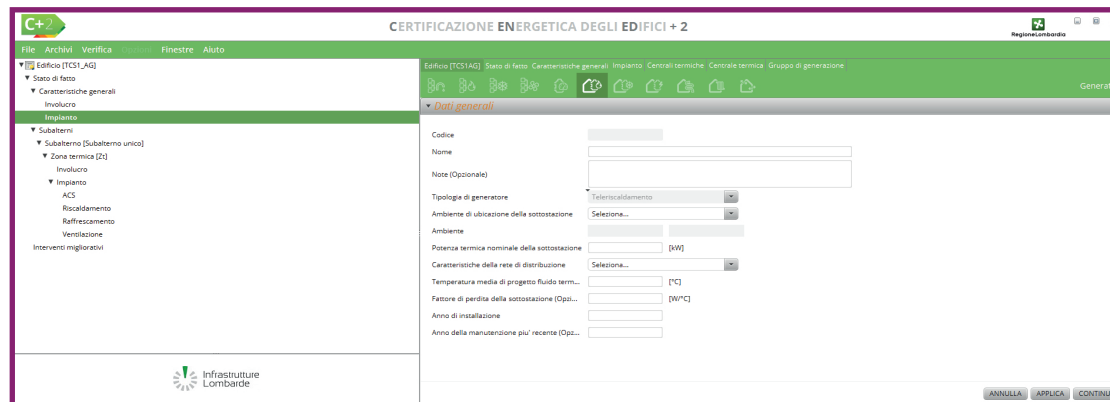 C+2
CERTIFICAZIONE ENERGETICA DEGLI EDIFICI + 2
RegioneLombardia
File Archivi Verifica Opzioni Finestre Aiuto
Edificio [TCS1_AG]
Stato di fatto
Caratteristiche generali
Involucro
Impianto
Subalterni
Subalterno [Subalterno unico]
Zona termica [Zt]
Involucro
Impianto
ACS
Riscaldamento
Raffrescamento
Ventilazione
Interventi migliorativi
Infrastrutture
Lombarde
Edificio [TCS1AG] Stato di fatto Caratteristiche generali Impianto Centrali termiche Centrale termica Gruppo di generazione
Generat
Dati generali
Codice
Nome
Note (Opzionale)
Tipologia di generatore Teleriscaldamento
Ambiente di ubicazione della sottostazione Seleziona...
Ambiente
Potenza termica nominale della sottostazione [kW]
Caratteristiche della rete di distribuzione Seleziona...
Temperatura media di progetto fluido term... [°C]
Fattore di perdita della sottostazione (Opzi... [W/°C]
Anno di installazione
Anno della manutenzione piu' recente (Opz...
ANNULLA APPLICA CONTINU